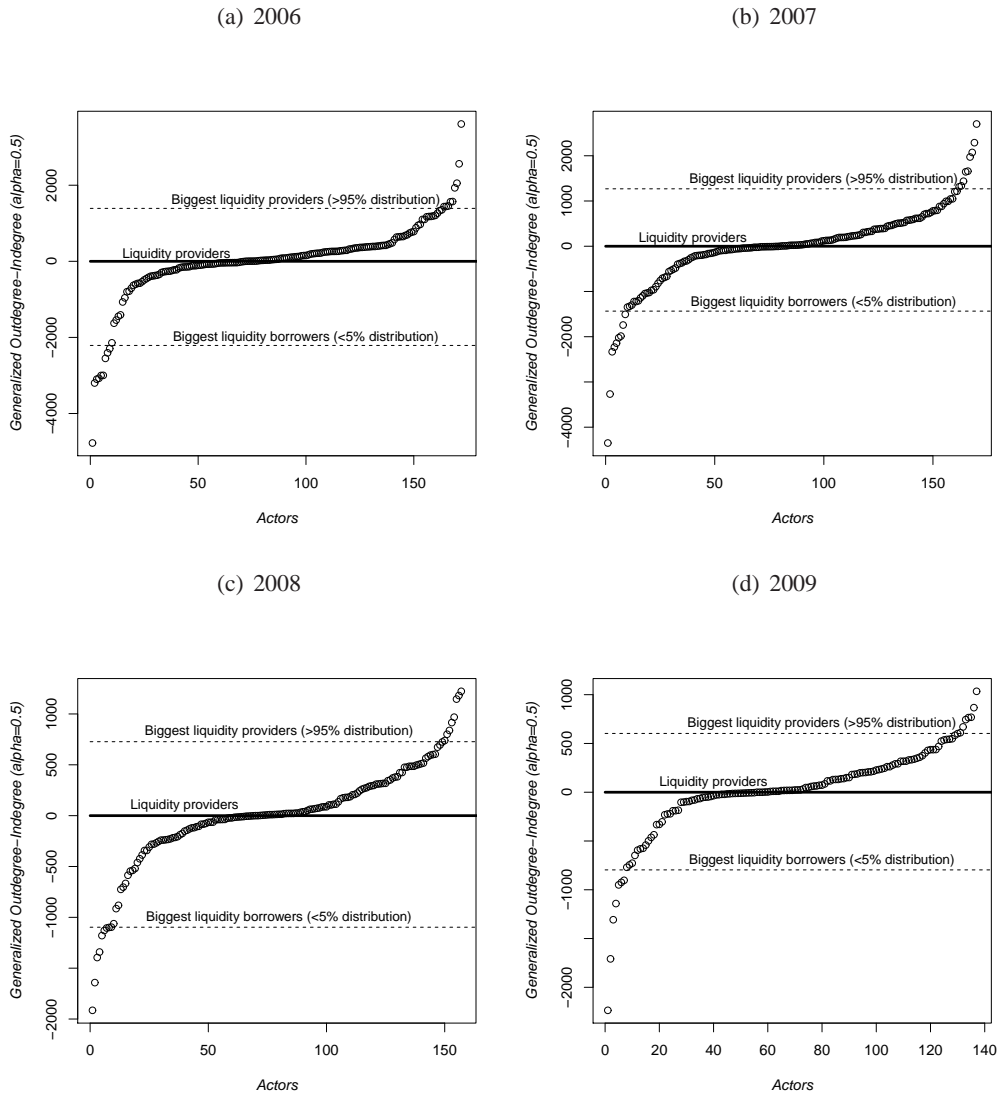 (a) 2006
Generalized Outdegree−Indegree (alpha=0.5)
2000
0
−2000
−4000
Biggest liquidity providers (>95% distribution)
Liquidity providers
Biggest liquidity borrowers (<5% distribution)
0 50 100 150
Actors
(b) 2007
Generalized Outdegree−Indegree (alpha=0.5)
2000
0
−2000
−4000
Biggest liquidity providers (>95% distribution)
Liquidity providers
Biggest liquidity borrowers (<5% distribution)
0 50 100 150
Actors
(c) 2008
Generalized Outdegree−Indegree (alpha=0.5)
1000
500
0
−500
−1000
−2000
Biggest liquidity providers (>95% distribution)
Liquidity providers
Biggest liquidity borrowers (<5% distribution)
0 50 100 150
Actors
(d) 2009
Generalized Outdegree−Indegree (alpha=0.5)
1000
500
0
−1000
−2000
Biggest liquidity providers (>95% distribution)
Liquidity providers
Biggest liquidity borrowers (<5% distribution)
0 20 40 60 80 100 120 140
Actors